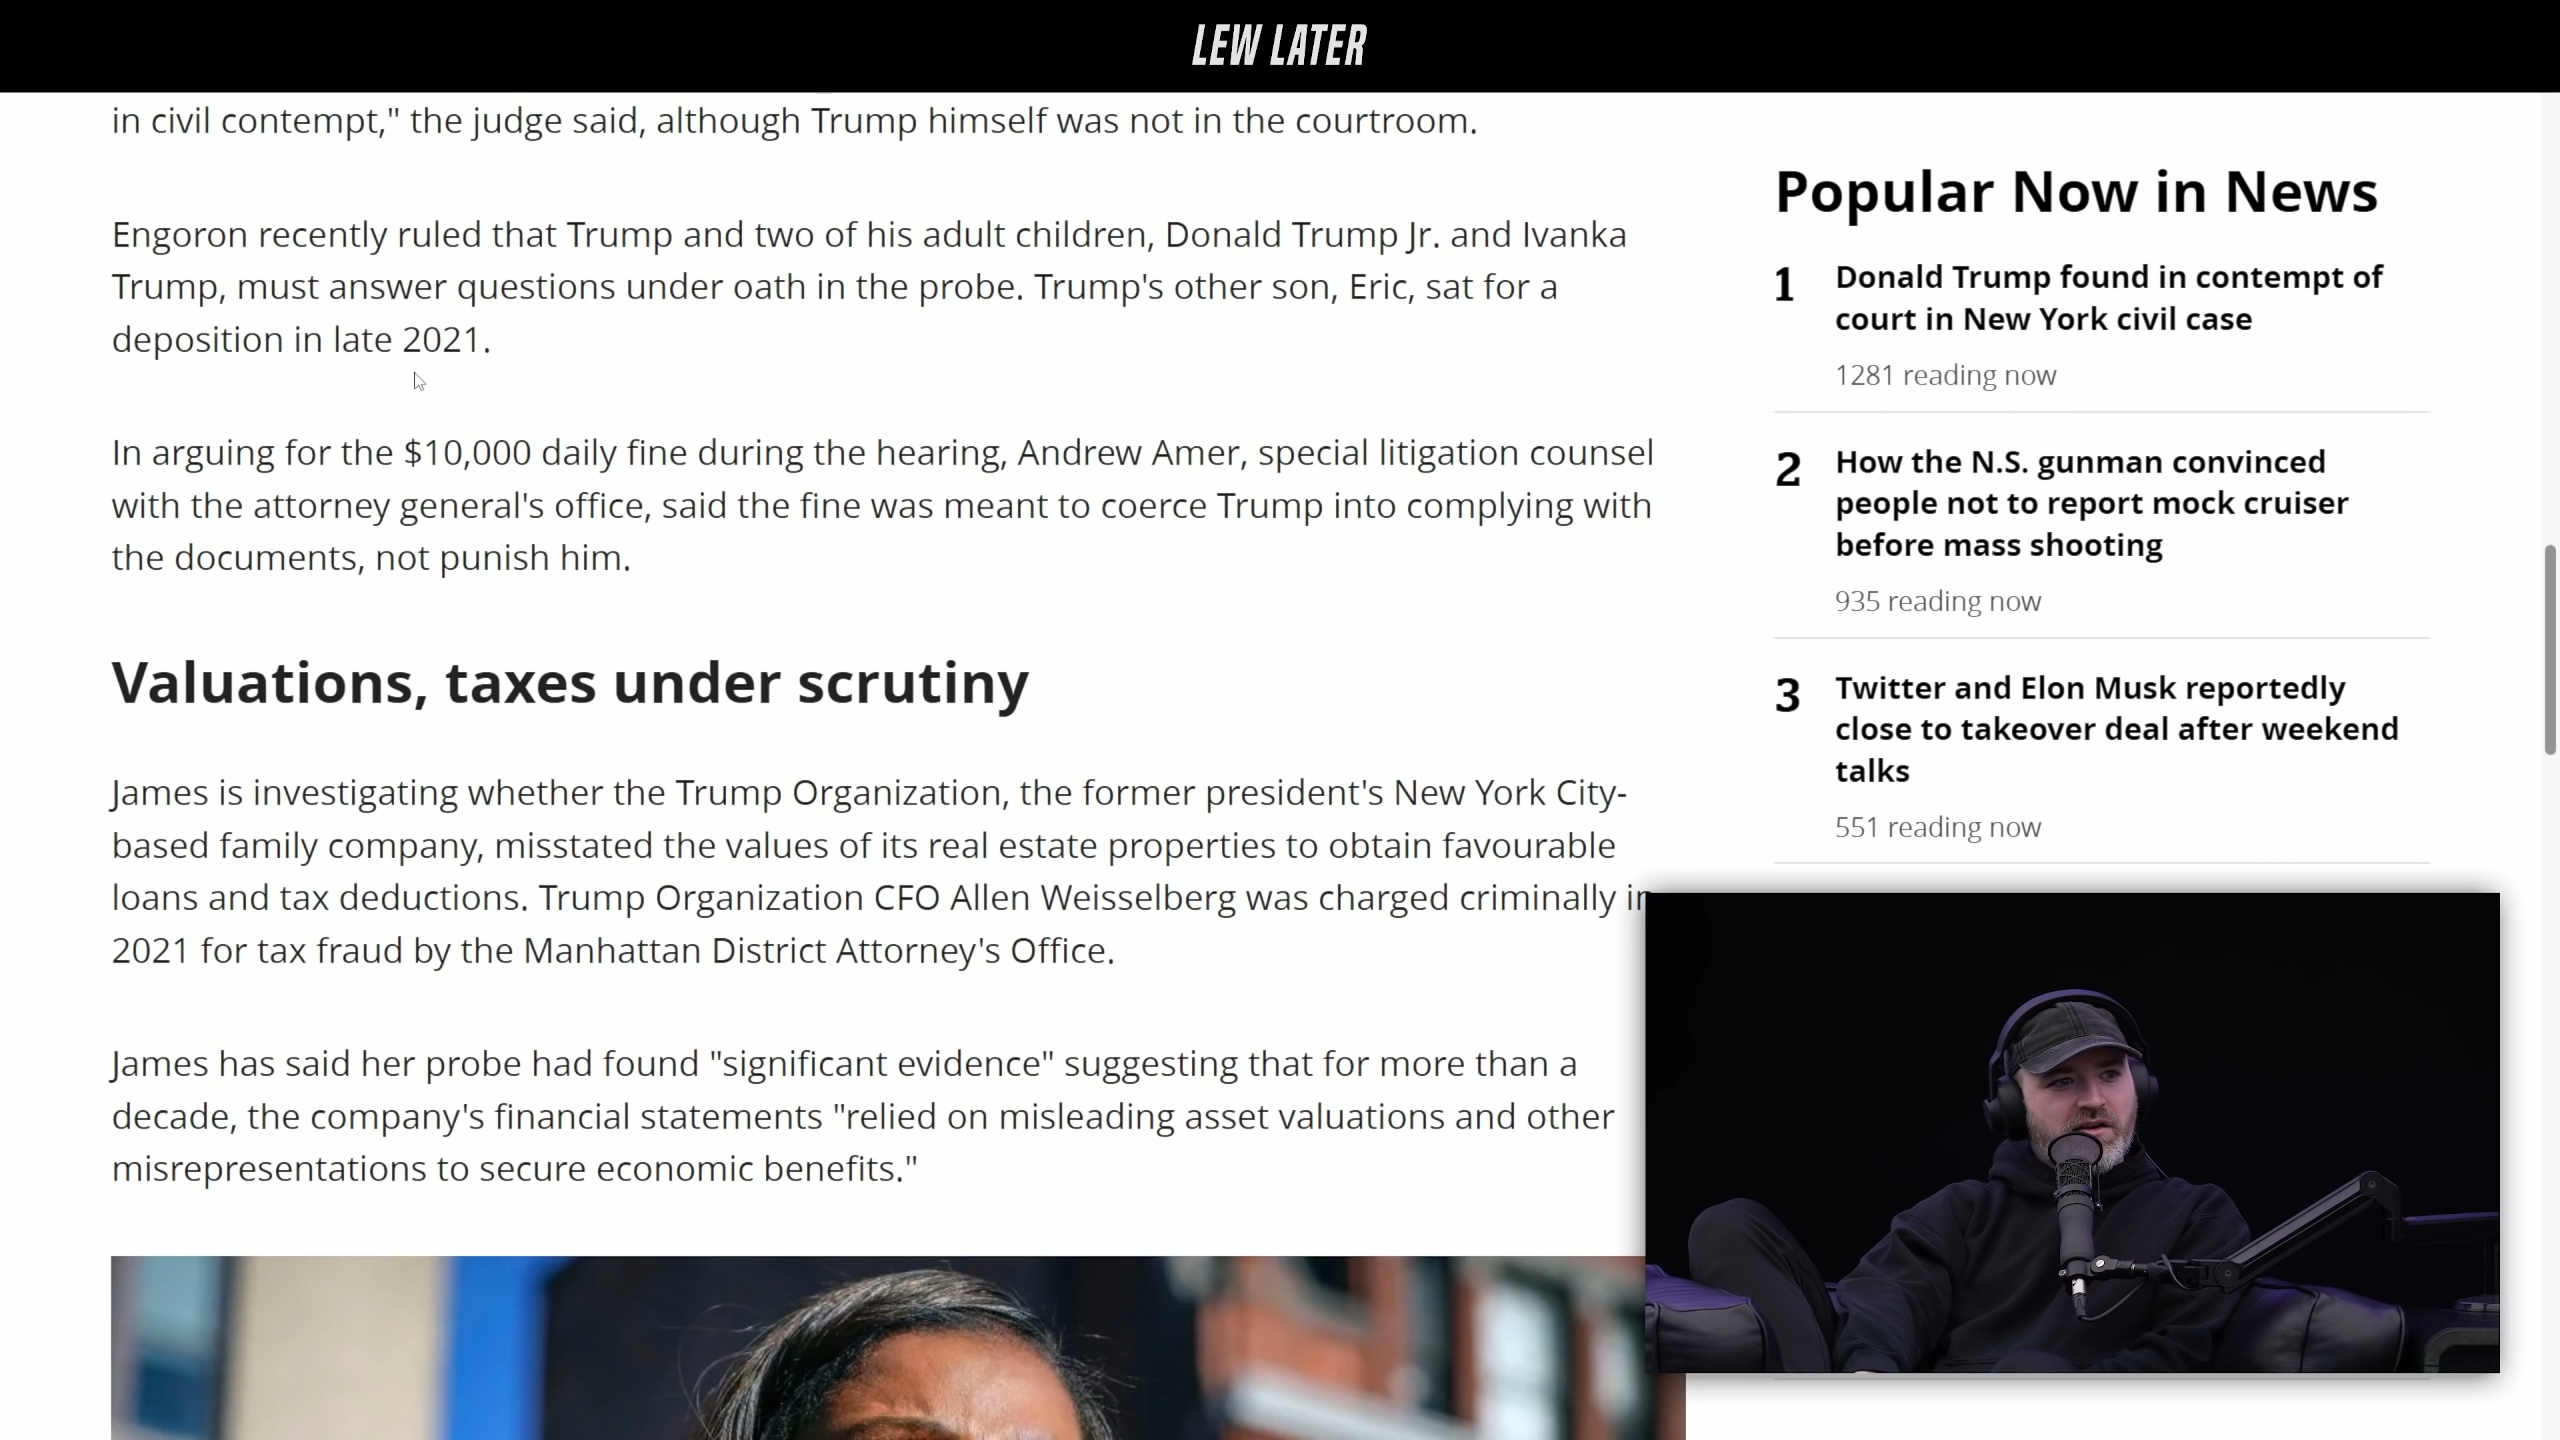 LEW LATER
in civil contempt," the judge said, although Trump himself was not in the courtroom.
Engoron recently ruled that Trump and two of his adult children, Donald Trump Jr. and Ivanka
Trump, must answer questions under oath in the probe. Trump's other son, Eric, sat for a
deposition in late 2021.
In arguing for the $10,000 daily fine during the hearing, Andrew Amer, special litigation counsel
with the attorney general's office, said the fine was meant to coerce Trump into complying with
the documents, not punish him.
Valuations, taxes under scrutiny
James is investigating whether the Trump Organization, the former president's New York City-
based family company, misstated the values of its real estate properties to obtain favourable
loans and tax deductions. Trump Organization CFO Allen Weisselberg was charged criminally in
2021 for tax fraud by the Manhattan District Attorney's Office.
James has said her probe had found "significant evidence" suggesting that for more than a
decade, the company's financial statements "relied on misleading asset valuations and other
misrepresentations to secure economic benefits."
Popular Now in News
1 Donald Trump found in contempt of
court in New York civil case
1281 reading now
2 How the N.S. gunman convinced
people not to report mock cruiser
before mass shooting
935 reading now
3 Twitter and Elon Musk reportedly
close to takeover deal after weekend
talks
551 reading now